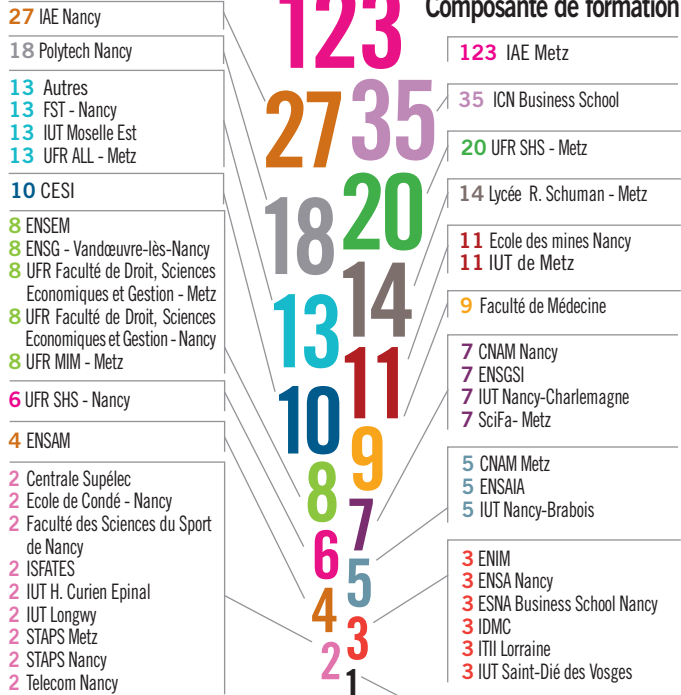 Composante de formation
27 IAE Nancy
18 Polytech Nancy
13 Autres
13 FST - Nancy
13 IUT Moselle Est
13 UFR ALL - Metz
10 CESI
8 ENSEM
8 ENSG - Vandœuvre-lès-Nancy
8 UFR Faculté de Droit, Sciences
Economiques et Gestion - Metz
8 UFR Faculté de Droit, Sciences
Economiques et Gestion - Nancy
8 UFR MIM - Metz
6 UFR SHS - Nancy
4 ENSAM
2 Centrale Supélec
2 Ecole de Condé - Nancy
2 Faculté des Sciences du Sport
de Nancy
2 ISFATES
2 IUT H. Curien Epinal
2 IUT Longwy
2 STAPS Metz
2 STAPS Nancy
2 Telecom Nancy
123
27 35
18 20
13 14
10 11
8 9
6 7
4 5
2 3
1
123 IAE Metz
35 ICN Business School
20 UFR SHS - Metz
14 Lycée R. Schuman - Metz
11 Ecole des mines Nancy
11 IUT de Metz
9 Faculté de Médecine
7 CNAM Nancy
7 ENSGSI
7 IUT Nancy-Charlemagne
7 SciFa- Metz
5 CNAM Metz
5 ENSAIA
5 IUT Nancy-Brabois
3 ENIM
3 ENSA Nancy
3 ESNA Business School Nancy
3 IDMC
3 ITII Lorraine
3 IUT Saint-Dié des Vosges